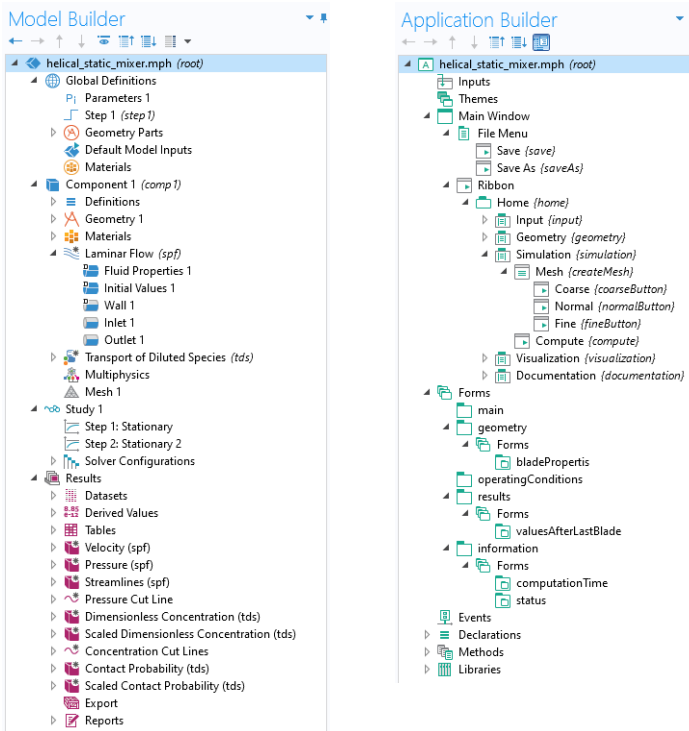 Model Builder
helical_static_mixer.mph (root)
Global Definitions
Pi Parameters 1
Step 1 (step1)
Geometry Parts
Default Model Inputs
Materials
Component 1 (comp1)
Definitions
Geometry 1
Materials
Laminar Flow (spf)
Fluid Properties 1
Initial Values 1
Wall 1
Inlet 1
Outlet 1
Transport of Diluted Species (tds)
Multiphysics
Mesh 1
Study 1
Step 1: Stationary
Step 2: Stationary 2
Solver Configurations
Results
Datasets
8.85
e-12
Derived Values
Tables
Velocity (spf)
Pressure (spf)
Streamlines (spf)
Pressure Cut Line
Dimensionless Concentration (tds)
Scaled Dimensionless Concentration (tds)
Concentration Cut Lines
Contact Probability (tds)
Scaled Contact Probability (tds)
Export
Reports
Application Builder
A helical_static_mixer.mph (root)
Inputs
Themes
Main Window
File Menu
Save {save}
Save As {saveAs}
Ribbon
Home {home}
Input {input}
Geometry {geometry}
Simulation {simulation}
Mesh {createMesh}
Coarse {coarseButton}
Normal {normalButton}
Fine {fineButton}
Compute {compute}
Visualization {visualization}
Documentation {documentation}
Forms
main
geometry
Forms
bladePropertis
operatingConditions
results
Forms
valuesAfterLastBlade
information
Forms
computationTime
status
Events
Declarations
Methods
Libraries